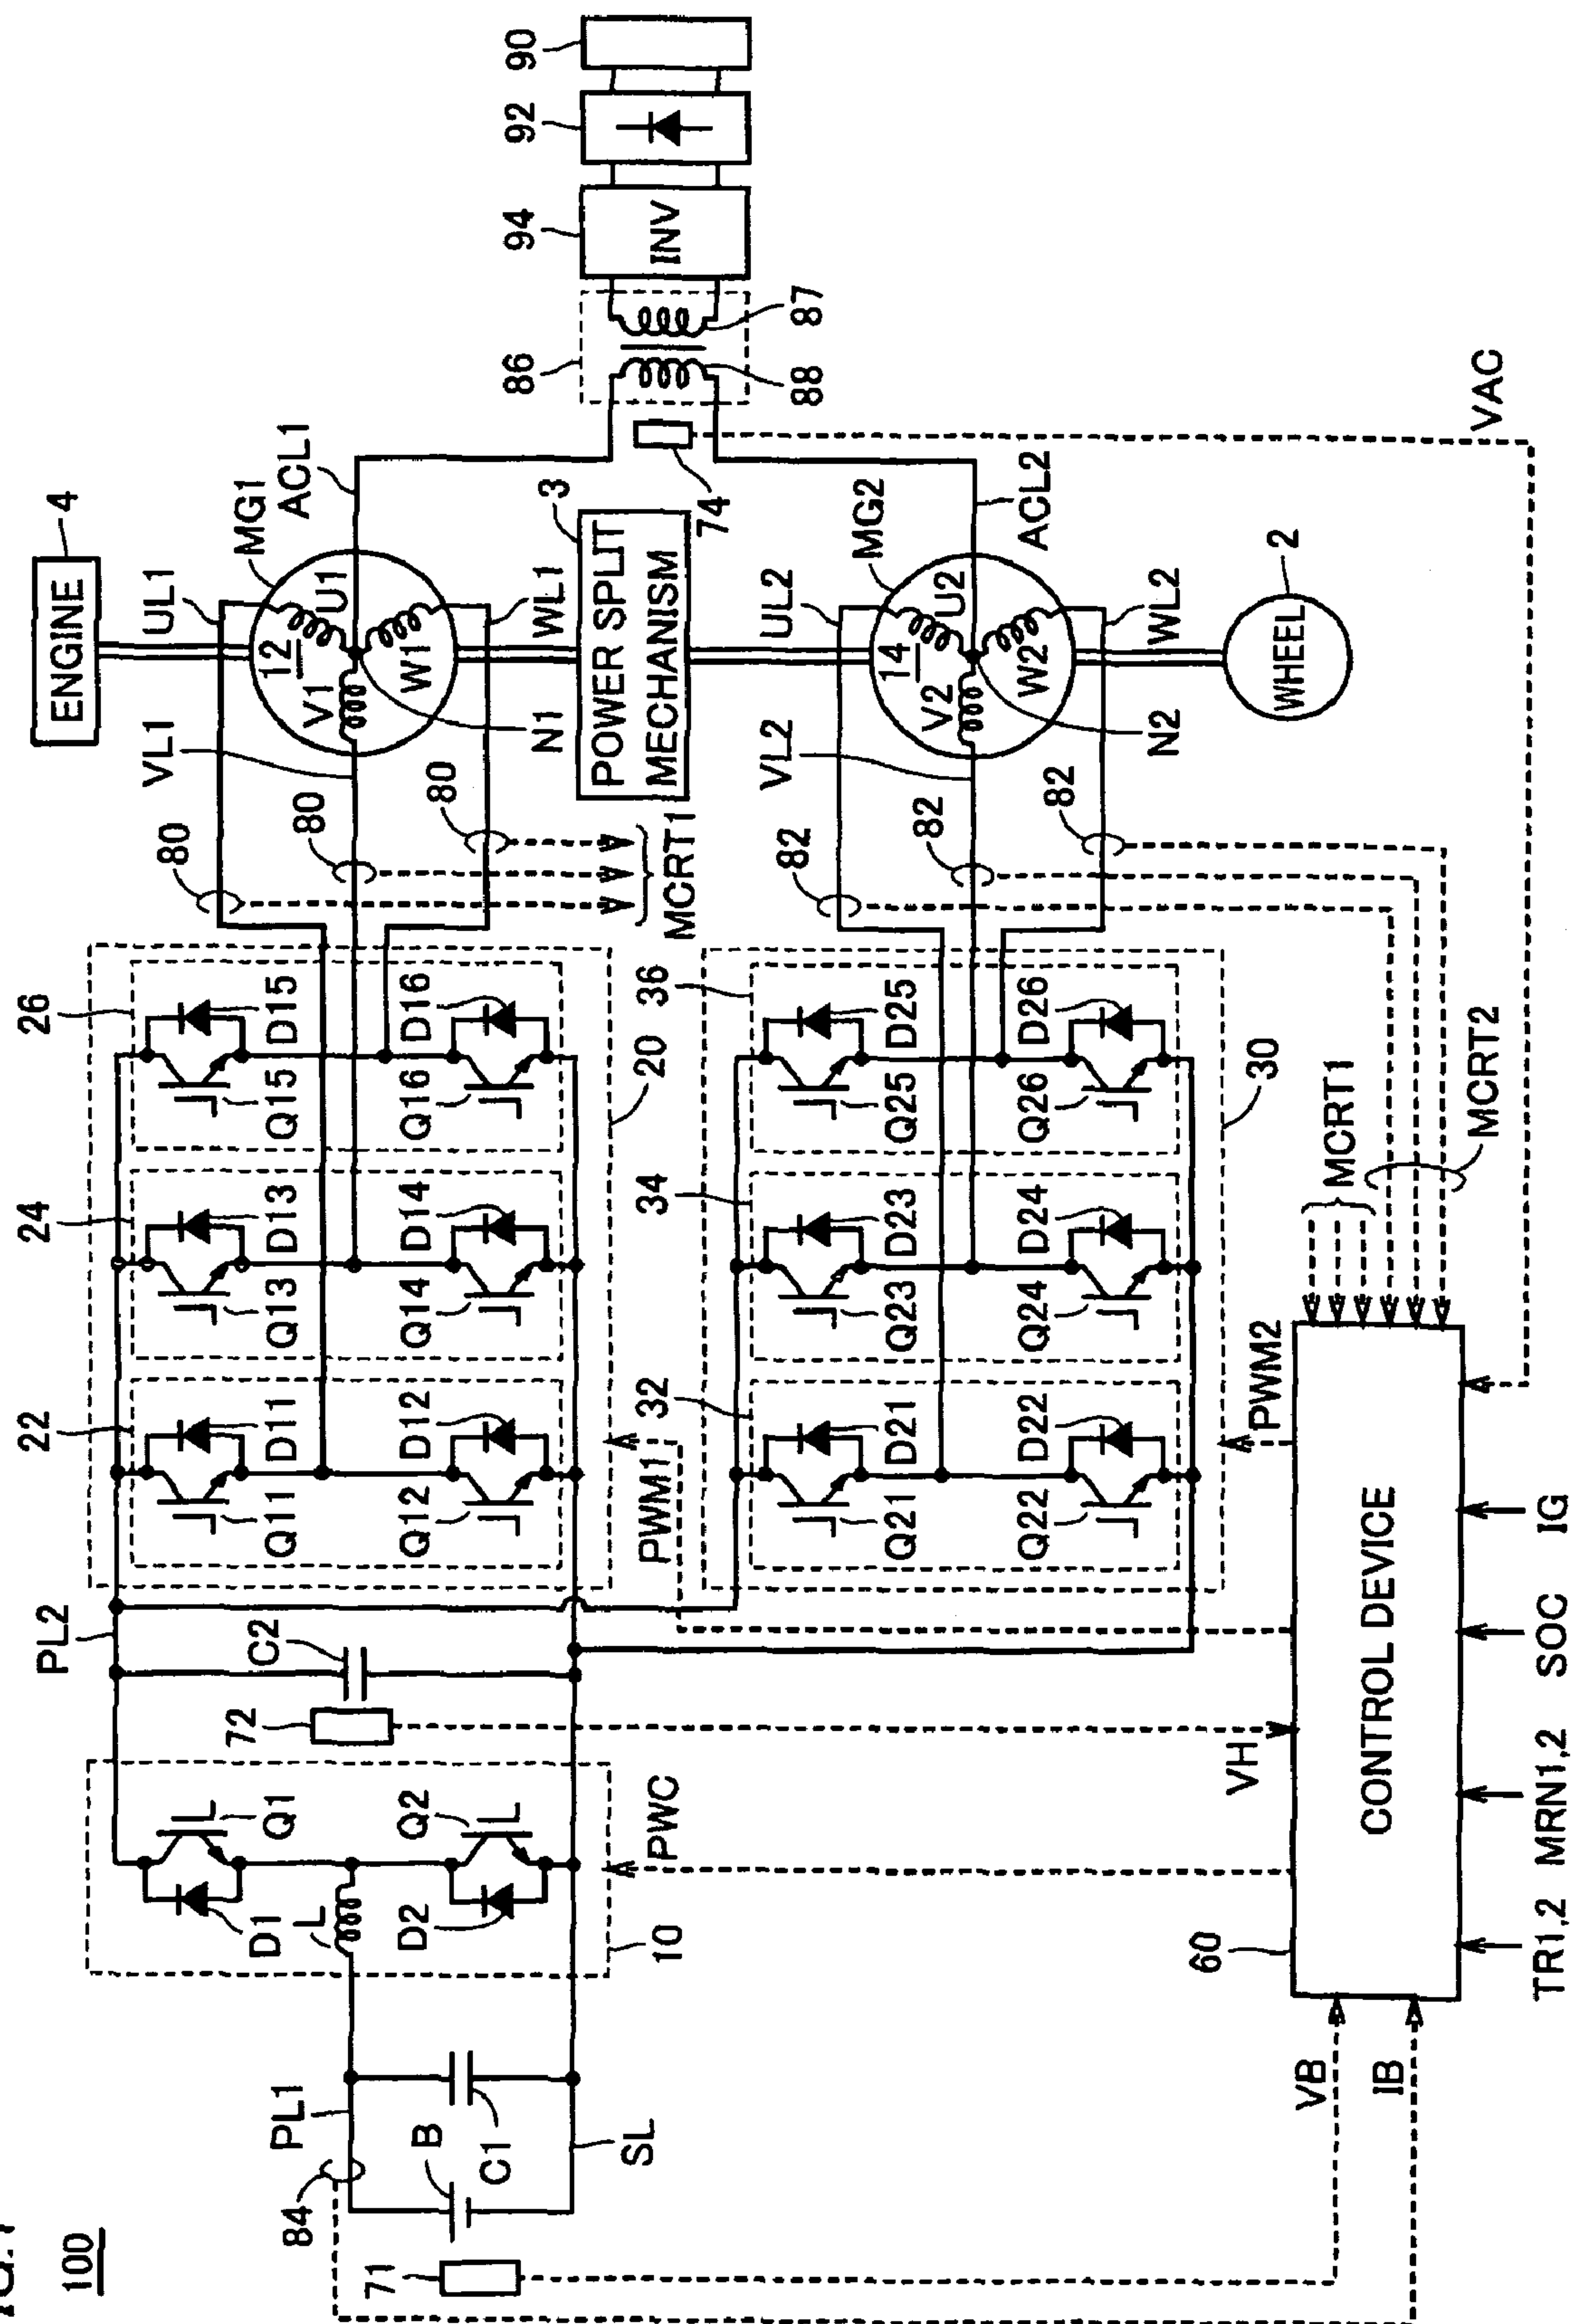 100
ENGINE
4
UL1
VL1
MG1
ACL1
12
U1
V1
W1
N1
WL1
80
80
80
MCRT1
3
POWER SPLIT
MECHANISM
90
92
94
INV
86
87
88
74
VAC
UL2
VL2
MG2
ACL2
14
U2
V2
W2
N2
WL2
82
82
82
WHEEL
2
26
24
22
D15
D16
Q15
Q16
D13
D14
Q13
Q14
D11
D12
Q11
Q12
20
36
34
32
D25
D26
Q25
Q26
D23
D24
Q23
Q24
D21
D22
Q21
Q22
30
PWM1
PWM2
MCRT1
MCRT2
PL2
C2
72
VH
Q1
Q2
D1
D2
L
10
PWC
PL1
84
B
C1
SL
71
VB
IB
60
CONTROL DEVICE
TR1,2
MRN1,2
SOC
IG